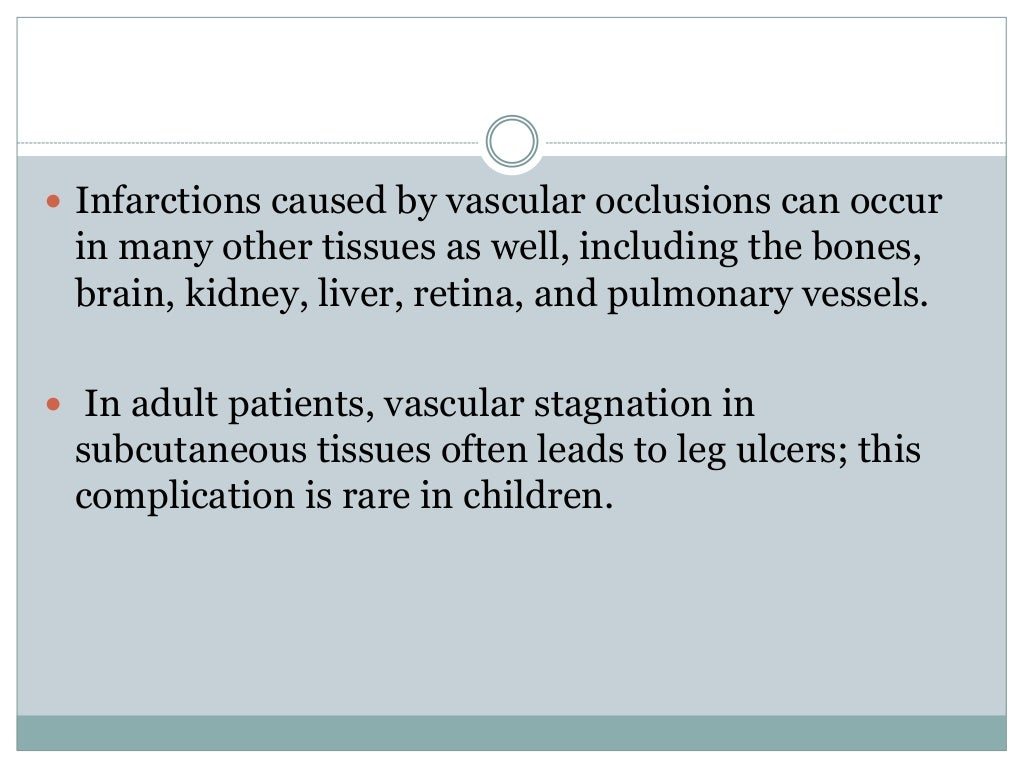 • Infarctions caused by vascular occlusions can occur
in many other tissues as well, including the bones,
brain, kidney, liver, retina, and pulmonary vessels.
• In adult patients, vascular stagnation in
subcutaneous tissues often leads to leg ulcers; this
complication is rare in children.